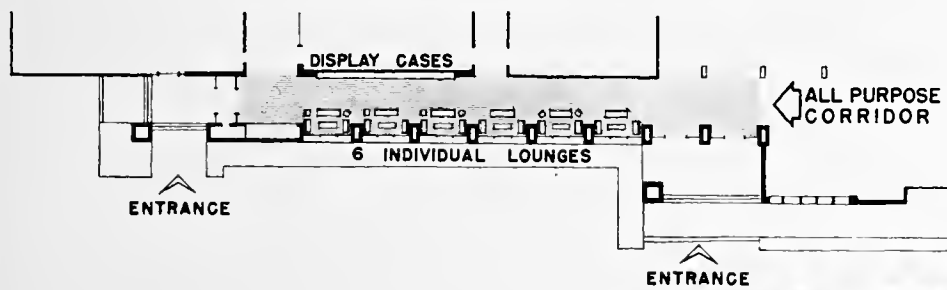 DISPLAY CASES
ALL PURPOSE
CORRIDOR
6 INDIVIDUAL LOUNGES
ENTRANCE
ENTRANCE